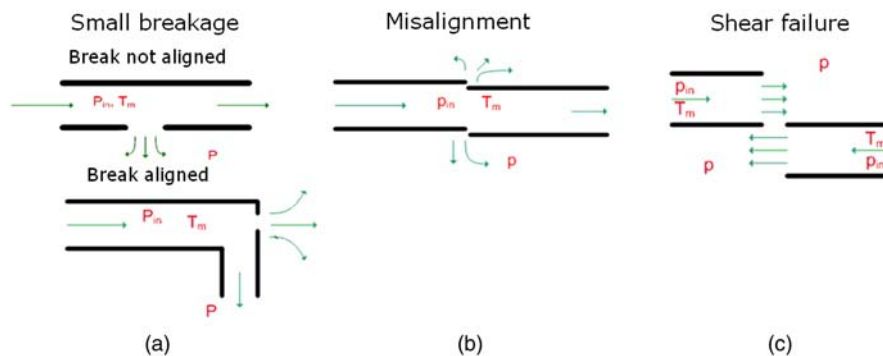 Small breakage
Break not aligned
Pin, Tm
P
Break aligned
Pin Tm
P
(a)
Misalignment
pin Tm
p
(b)
Shear failure
p
pin
Tm
p
Tm
pin
(c)